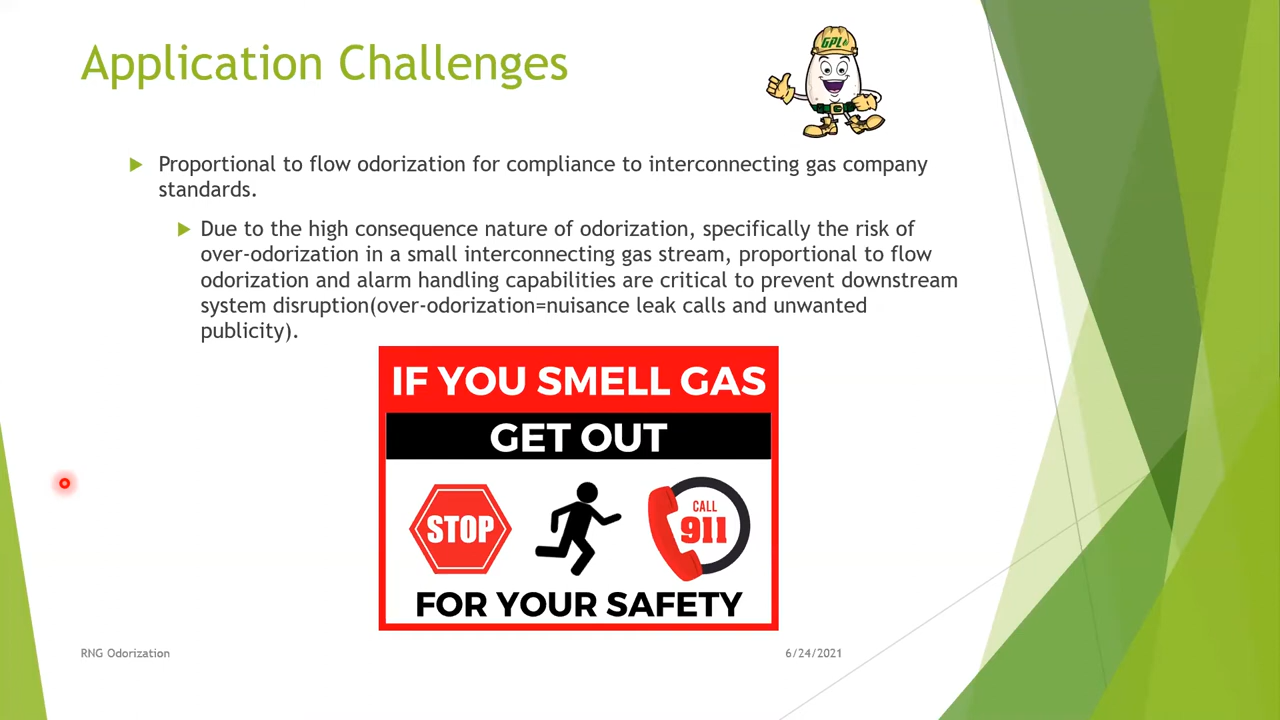 Application Challenges
GPL
Proportional to flow odorization for compliance to interconnecting gas company
standards.
Due to the high consequence nature of odorization, specifically the risk of
over-odorization in a small interconnecting gas stream, proportional to flow
odorization and alarm handling capabilities are critical to prevent downstream
system disruption(over-odorization=nuisance leak calls and unwanted
publicity).
IF YOU SMELL GAS
GET OUT
STOP
CALL
911
FOR YOUR SAFETY
RNG Odorization
6/24/2021